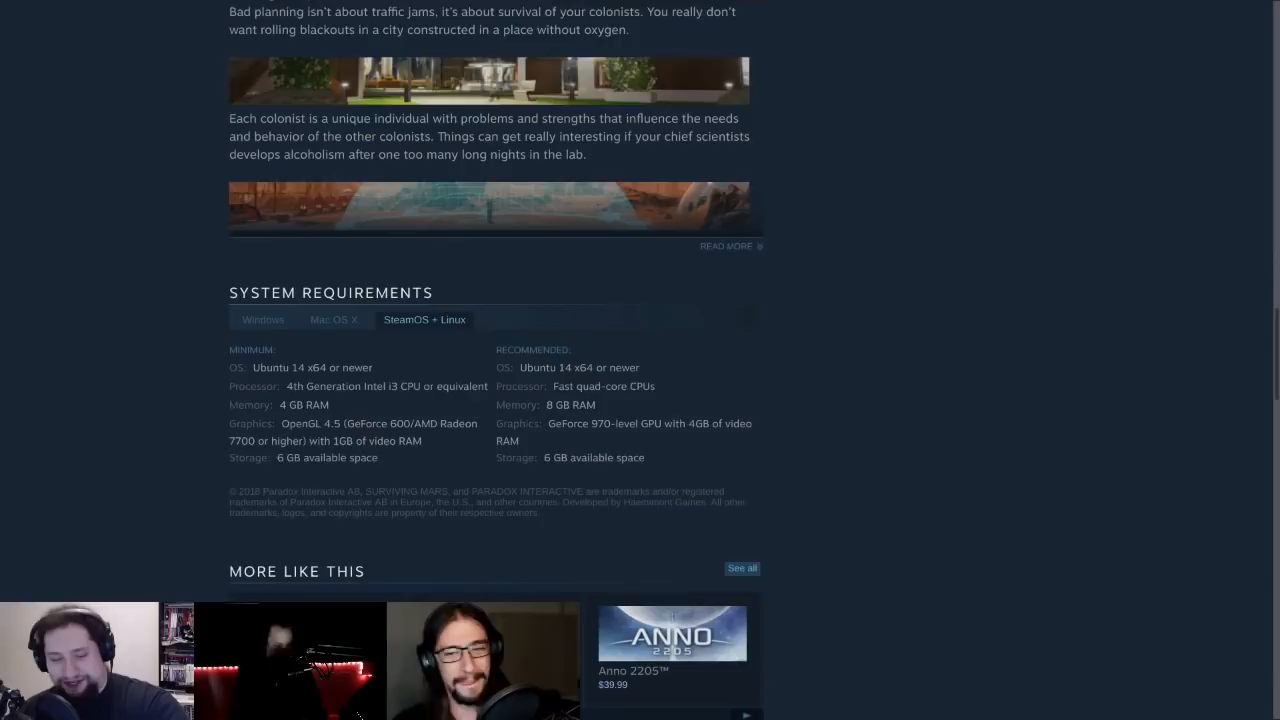 Bad planning isn't about traffic jams, it's about survival of your colonists. You really don't
want rolling blackouts in a city constructed in a place without oxygen.
Each colonist is a unique individual with problems and strengths that influence the needs
and behavior of the other colonists. Things can get really interesting if your chief scientists
develops alcoholism after one too many long nights in the lab.
READ MORE
SYSTEM REQUIREMENTS
Windows Mac OS X SteamOS + Linux
MINIMUM:
OS: Ubuntu 14 x64 or newer
Processor: 4th Generation Intel i3 CPU or equivalent
Memory: 4 GB RAM
Graphics: OpenGL 4.5 (GeForce 600/AMD Radeon
7700 or higher) with 1GB of video RAM
Storage: 6 GB available space
RECOMMENDED:
OS: Ubuntu 14 x64 or newer
Processor: Fast quad-core CPUs
Memory: 8 GB RAM
Graphics: GeForce 970-level GPU with 4GB of video
RAM
Storage: 6 GB available space
© 2018 Paradox Interactive AB, SURVIVING MARS, and PARADOX INTERACTIVE are trademarks and/or registered
trademarks of Paradox Interactive AB in Europe, the U.S., and other countries. Developed by Haemimont Games. All other
trademarks, logos, and copyrights are property of their respective owners.
MORE LIKE THIS
See all
ANNO
2205
Anno 2205™
$39.99